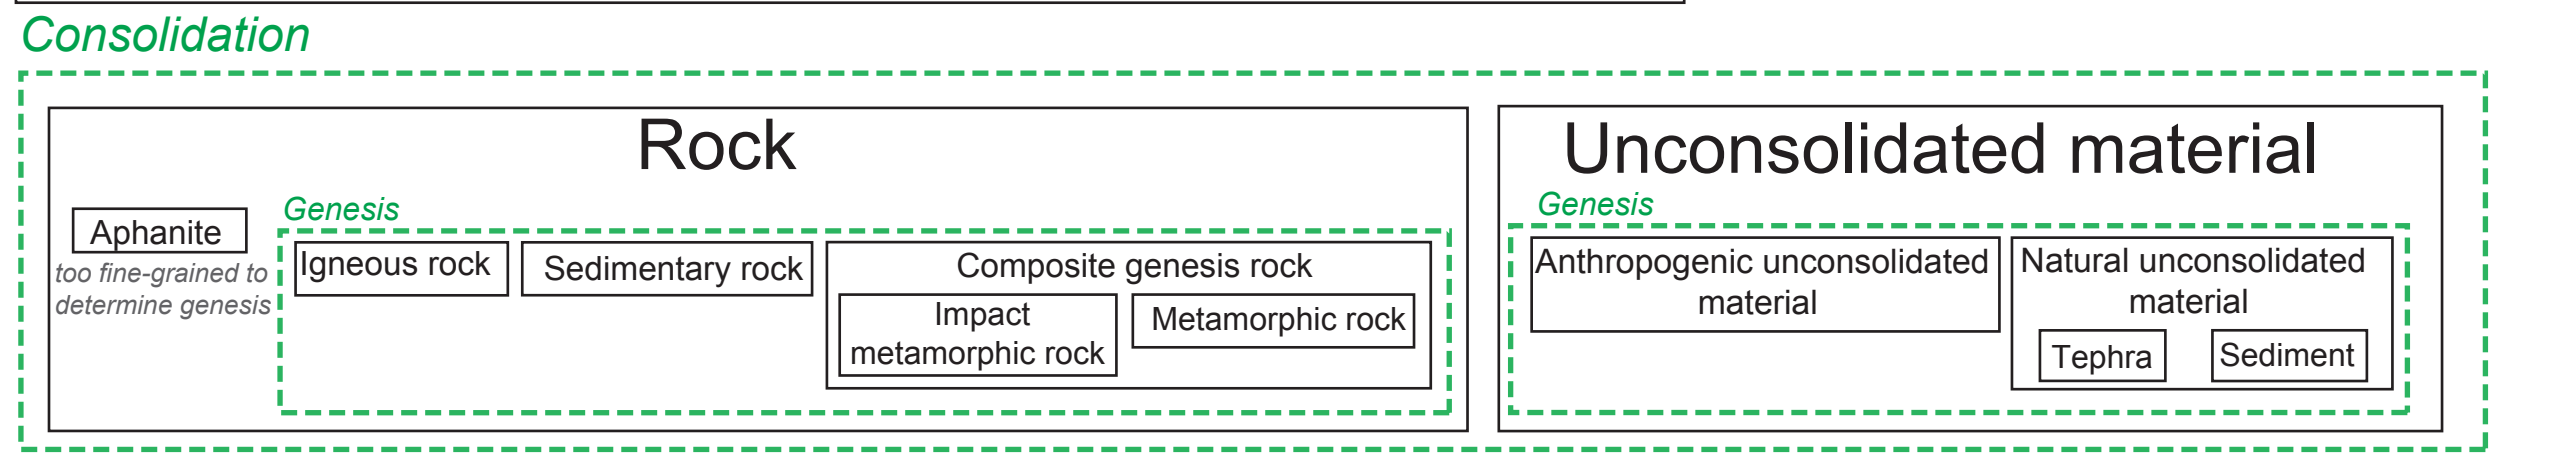 Consolidation
Rock
Unconsolidated material
Aphanite
too fine-grained to
determine genesis
Genesis
Igneous rock
Sedimentary rock
Composite genesis rock
Impact
metamorphic rock
Metamorphic rock
Genesis
Anthropogenic unconsolidated
material
Natural unconsolidated
material
Tephra
Sediment